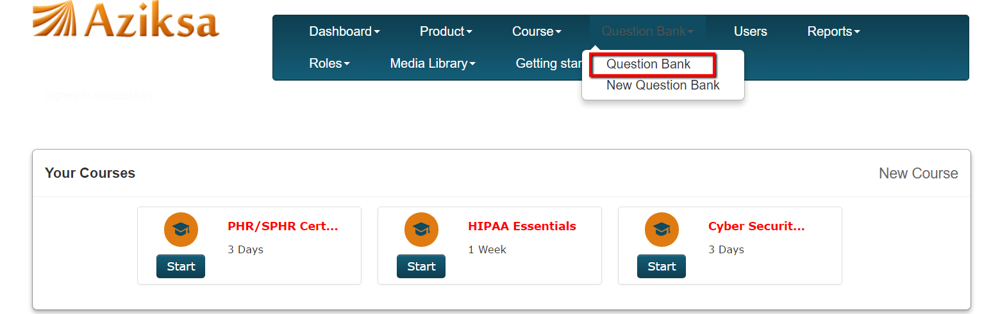 Aziksa
Dashboard Product Course Question Bank Users Reports
Roles Media Library Getting star
Question Bank
New Question Bank
Signed in successfully.
Your Courses New Course
PHR/SPHR Cert... HIPAA Essentials Cyber Securit...
3 Days 1 Week 3 Days
Start Start Start